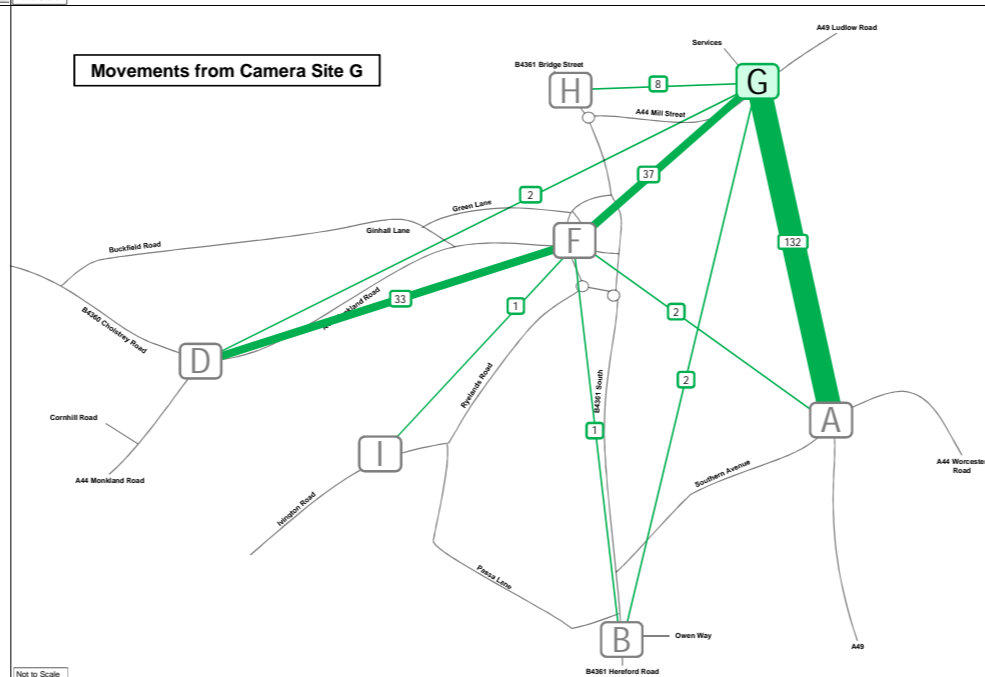 A49 Ludlow Road
Services
Movements from Camera Site G
B4361 Bridge Street
G
H
8
A44 Mill Street
37
2
Green Lane
Ginhall Lane
Buckfield Road
F
132
33
1
2
B4360 Cholstrey Road
D
Ryelands Road
B4361 South
2
Cornhill Road
A
1
I
A44 Monkland Road
A44 Worcester
Road
Southern Avenue
Ivington Road
Passa Lane
B
Owen Way
A49
B4361 Hereford Road
Not to Scale